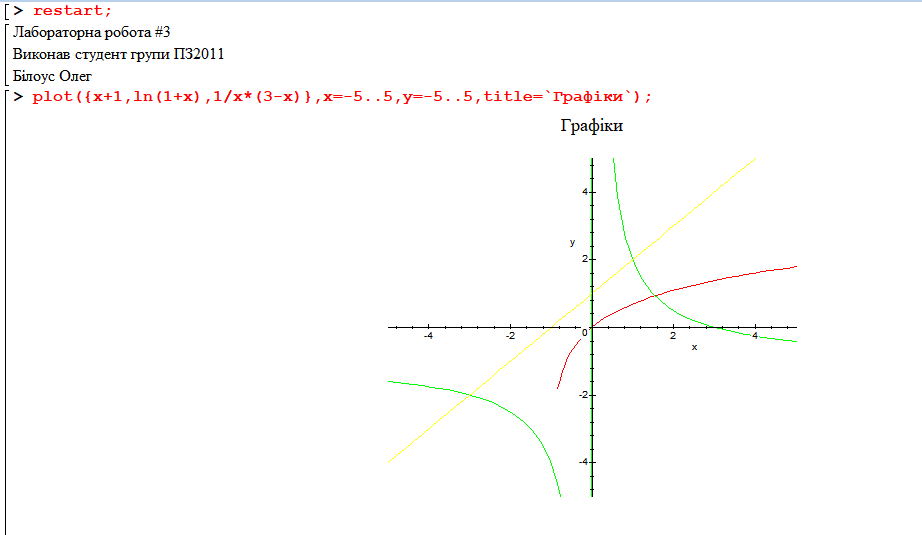 > restart;
Лабораторна робота #3
Виконав студент групи ПЗ2011
Білоус Олег
> plot({x+1,ln(1+x),1/x*(3-x)},x=-5..5,y=-5..5,title=`Графіки`);
Графіки
4
y
2
-4 -2 0 2 4
x
-2
-4